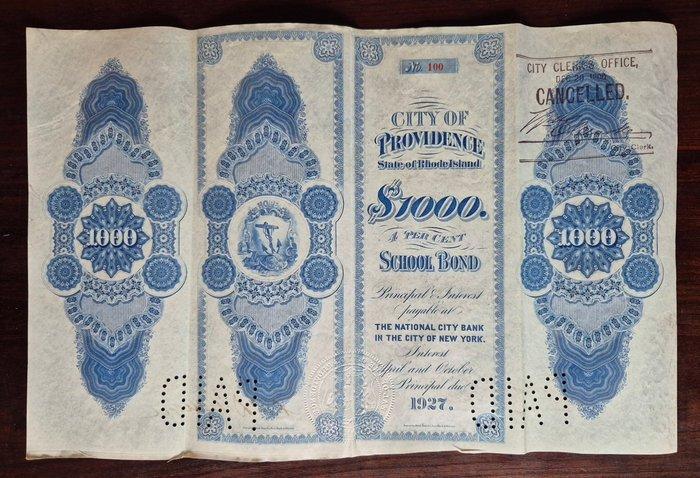 1000
No. 100
CITY OF
PROVIDENCE
State of Rhode Island
$1000.
4 PER CENT
SCHOOL BOND
Principal & Interest
payable at
THE NATIONAL CITY BANK
IN THE CITY OF NEW YORK.
Interest
April and October
Principal due
1927.
CITY CLERK'S OFFICE,
CANCELLED.
Clerk.
1000
PAID
PAID